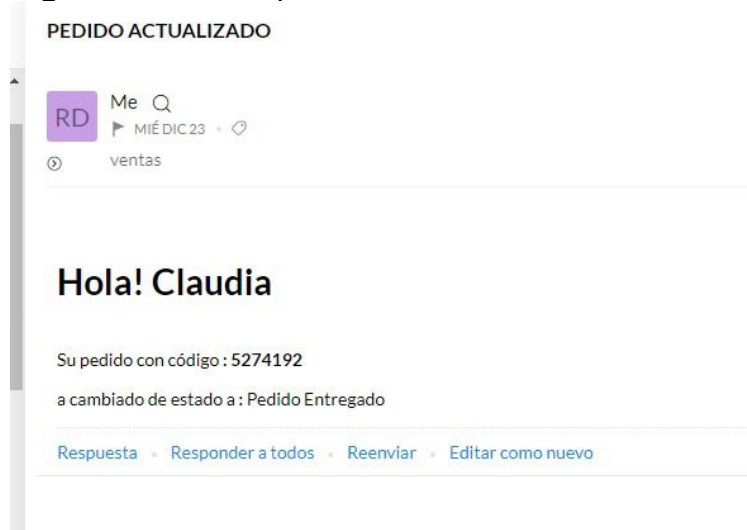 PEDIDO ACTUALIZADO
RD
Me
MIÉ DIC 23
ventas
Hola! Claudia
Su pedido con código : 5274192
a cambiado de estado a : Pedido Entregado
Respuesta Responder a todos Reenviar Editar como nuevo